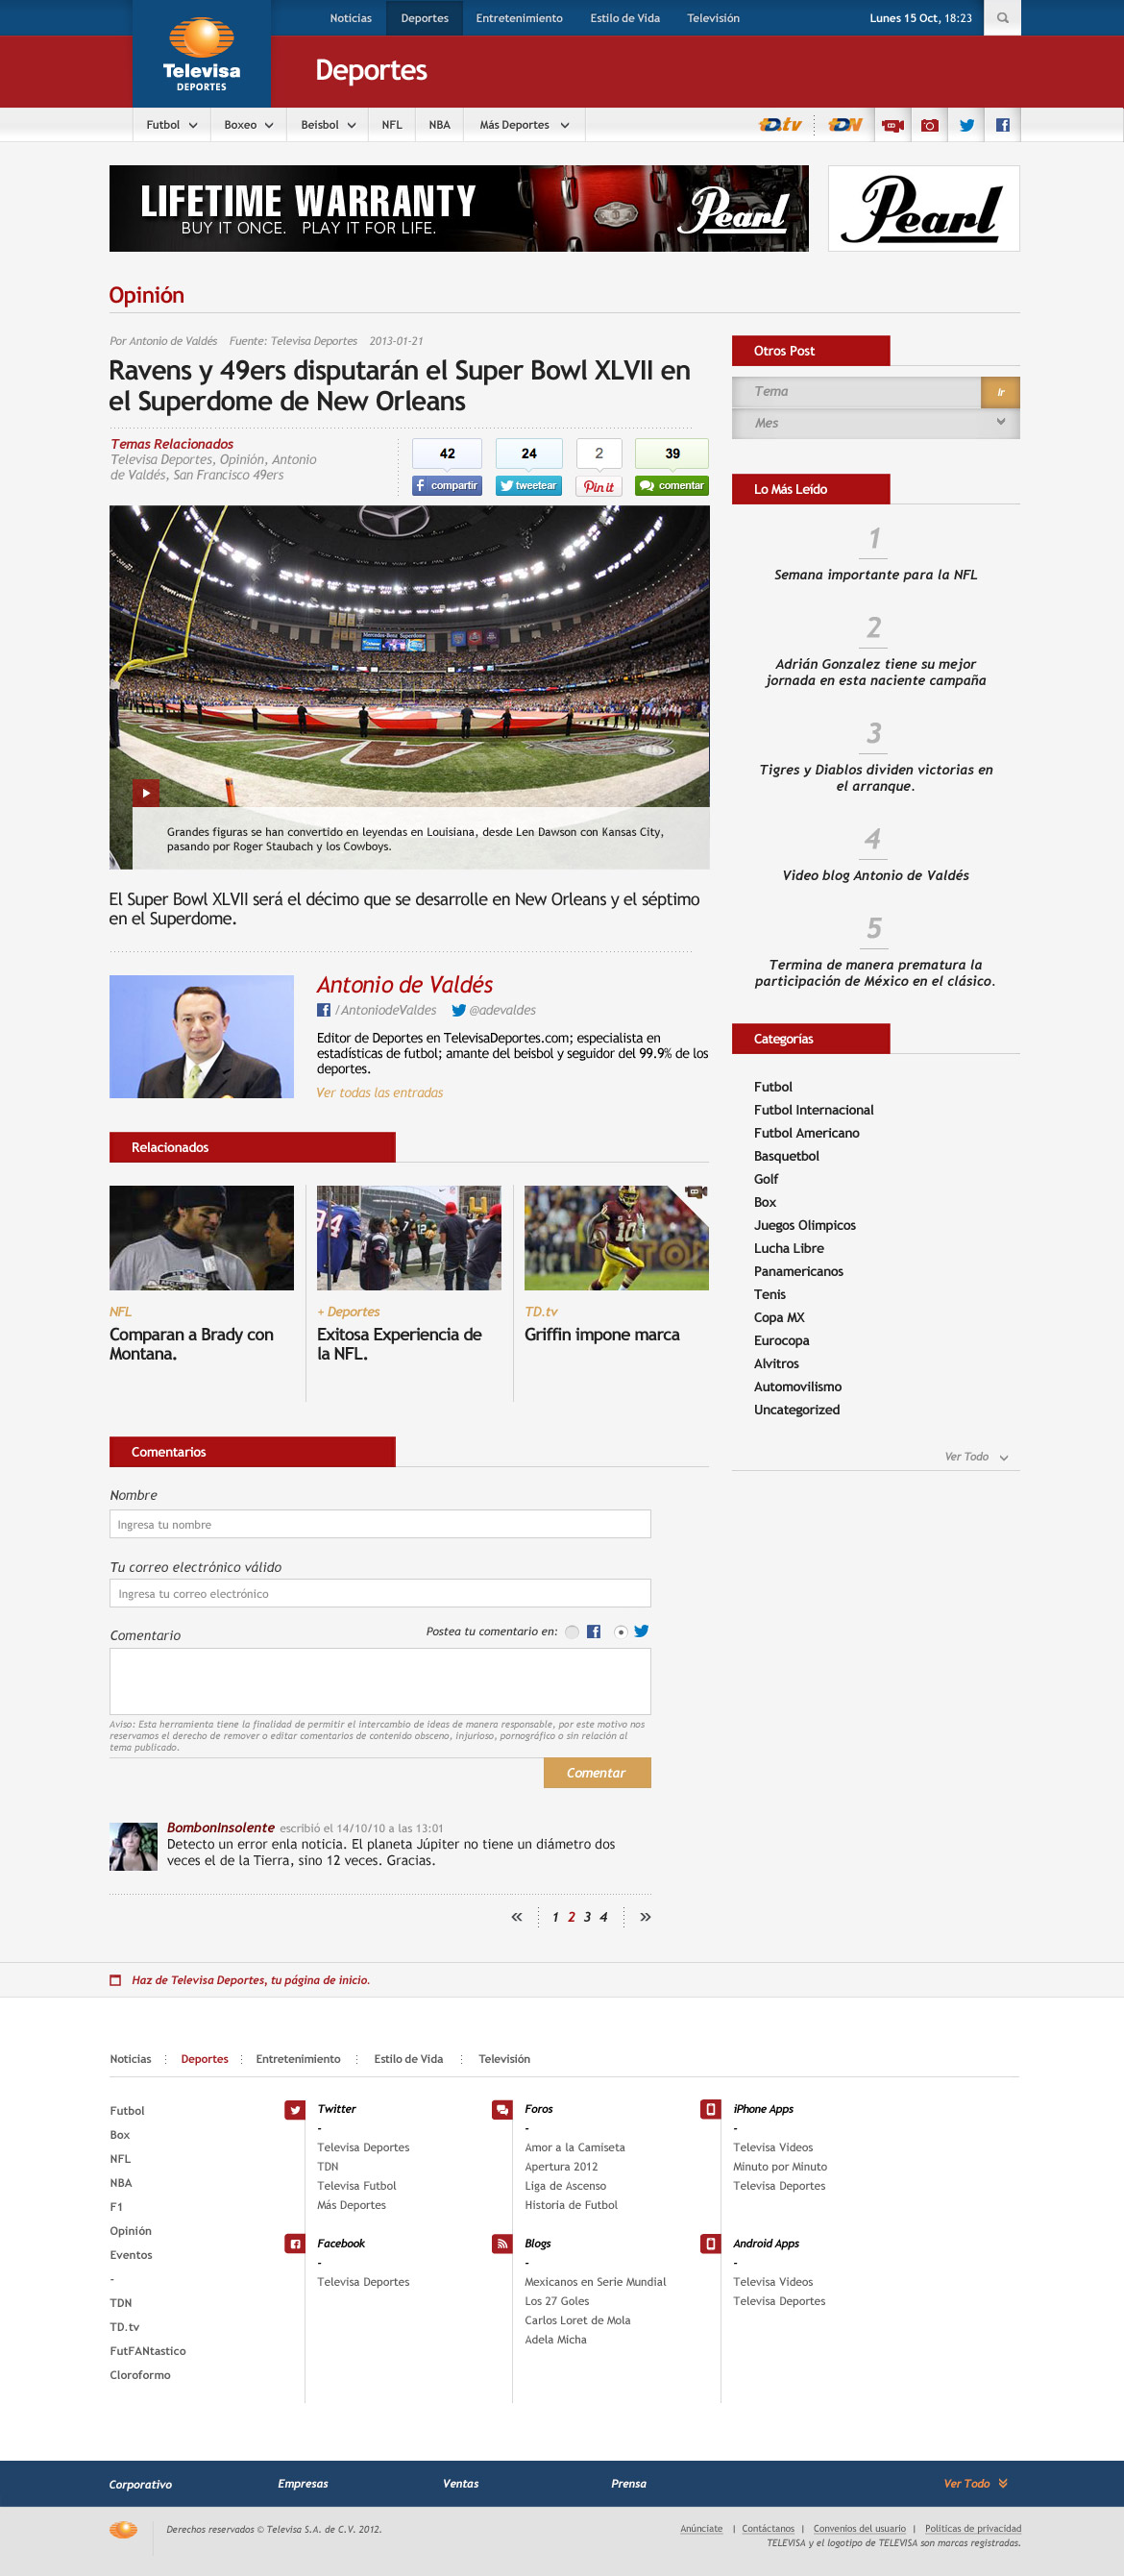 Noticias Deportes Entretenimiento Estilo de Vida Televisión Lunes 15 Oct, 18:23
Televisa
DEPORTES
Deportes
Futbol Boxeo Beisbol NFL NBA Más Deportes TD.tv TDN
LIFETIME WARRANTY
BUY IT ONCE. PLAY IT FOR LIFE.
Pearl
Pearl
Opinión
Por Antonio de Valdés Fuente: Televisa Deportes 2013-01-21
Ravens y 49ers disputarán el Super Bowl XLVII en
el Superdome de New Orleans
Temas Relacionados
Televisa Deportes, Opinión, Antonio
de Valdés, San Francisco 49ers
42 24 2 39
compartir tweetear Pin it comentar
Mercedes-Benz Superdome
Grandes figuras se han convertido en leyendas en Louisiana, desde Len Dawson con Kansas City,
pasando por Roger Staubach y los Cowboys.
El Super Bowl XLVII será el décimo que se desarrolle en New Orleans y el séptimo
en el Superdome.
Antonio de Valdés
/AntoniodeValdes @adevaldes
Editor de Deportes en TelevisaDeportes.com; especialista en
estadísticas de futbol; amante del beisbol y seguidor del 99.9% de los
deportes.
Ver todas las entradas
Relacionados
NFL
Comparan a Brady con
Montana.
+ Deportes
Exitosa Experiencia de
la NFL.
TD.tv
Griffin impone marca
Comentarios
Nombre
Ingresa tu nombre
Tu correo electrónico válido
Ingresa tu correo electrónico
Comentario
Postea tu comentario en:
Aviso: Esta herramienta tiene la finalidad de permitir el intercambio de ideas de manera responsable, por este motivo nos
reservamos el derecho de remover o editar comentarios de contenido obsceno, injurioso, pornográfico o sin relación al
tema publicado.
Comentar
BombonInsolente escribió el 14/10/10 a las 13:01
Detecto un error enla noticia. El planeta Júpiter no tiene un diámetro dos
veces el de la Tierra, sino 12 veces. Gracias.
« 1 2 3 4 »
Otros Post
Tema Ir
Mes
Lo Más Leído
1
Semana importante para la NFL
2
Adrián Gonzalez tiene su mejor
jornada en esta naciente campaña
3
Tigres y Diablos dividen victorias en
el arranque.
4
Video blog Antonio de Valdés
5
Termina de manera prematura la
participación de México en el clásico.
Categorías
Futbol
Futbol Internacional
Futbol Americano
Basquetbol
Golf
Box
Juegos Olimpicos
Lucha Libre
Panamericanos
Tenis
Copa MX
Eurocopa
Alvitros
Automovilismo
Uncategorized
Ver Todo
Haz de Televisa Deportes, tu página de inicio.
Noticias Deportes Entretenimiento Estilo de Vida Televisión
Futbol
Box
NFL
NBA
F1
Opinión
Eventos
-
TDN
TD.tv
FutFANtastico
Cloroformo
Twitter
-
Televisa Deportes
TDN
Televisa Futbol
Más Deportes
Facebook
-
Televisa Deportes
Foros
-
Amor a la Camiseta
Apertura 2012
Liga de Ascenso
Historia de Futbol
Blogs
-
Mexicanos en Serie Mundial
Los 27 Goles
Carlos Loret de Mola
Adela Micha
iPhone Apps
-
Televisa Videos
Minuto por Minuto
Televisa Deportes
Android Apps
-
Televisa Videos
Televisa Deportes
Corporativo Empresas Ventas Prensa Ver Todo
Derechos reservados © Televisa S.A. de C.V. 2012.
Anúnciate | Contáctanos | Convenios del usuario | Politicas de privacidad
TELEVISA y el logotipo de TELEVISA son marcas registradas.